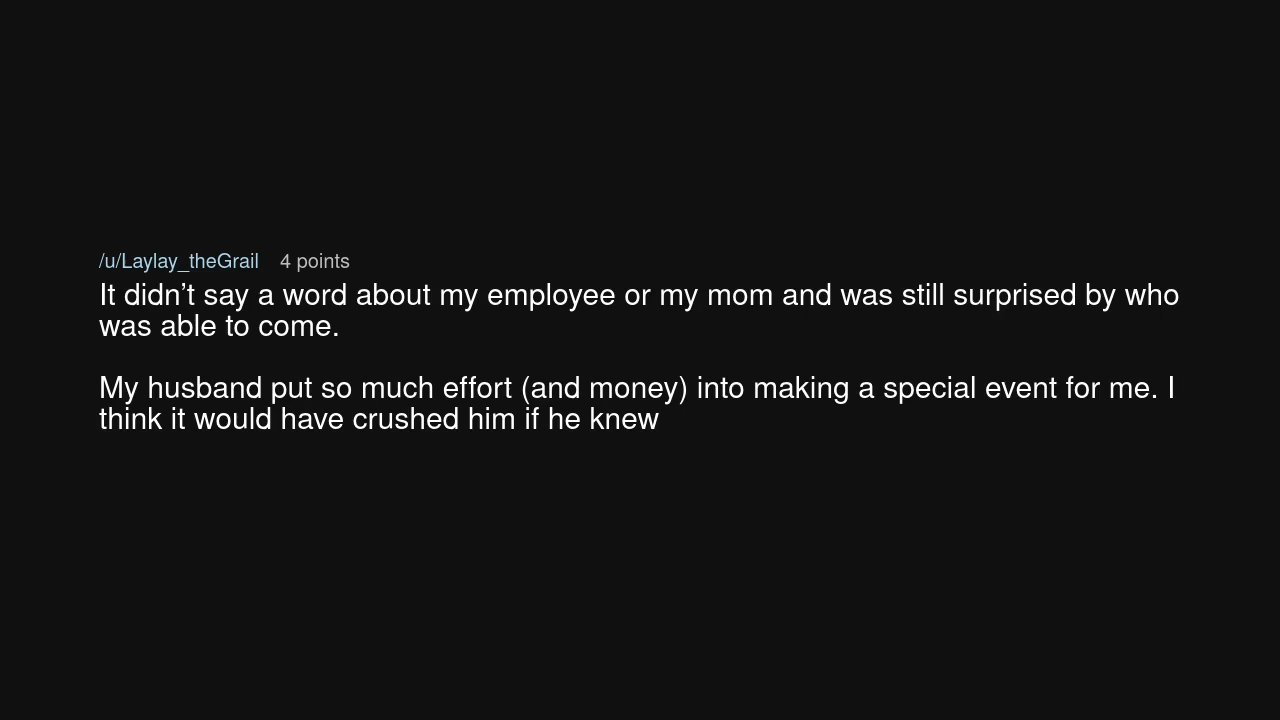 /u/Laylay_theGrail 4 points
It didn’t say a word about my employee or my mom and was still surprised by who
was able to come.
My husband put so much effort (and money) into making a special event for me. I
think it would have crushed him if he knew